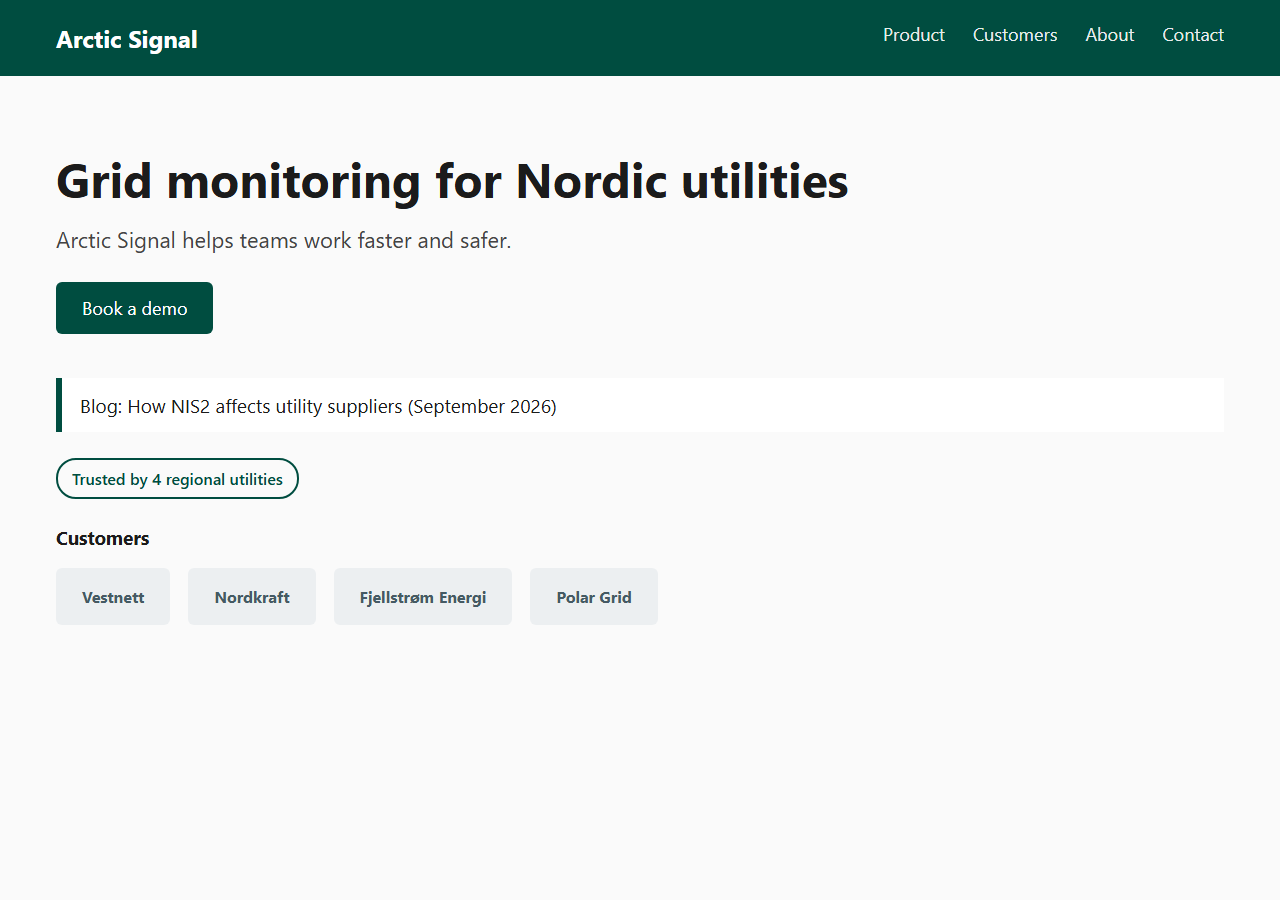 Arctic Signal
Product Customers About Contact
Grid monitoring for Nordic utilities
Arctic Signal helps teams work faster and safer.
Book a demo
Blog: How NIS2 affects utility suppliers (September 2026)
Trusted by 4 regional utilities
Customers
Vestnett Nordkraft Fjellstrøm Energi Polar Grid